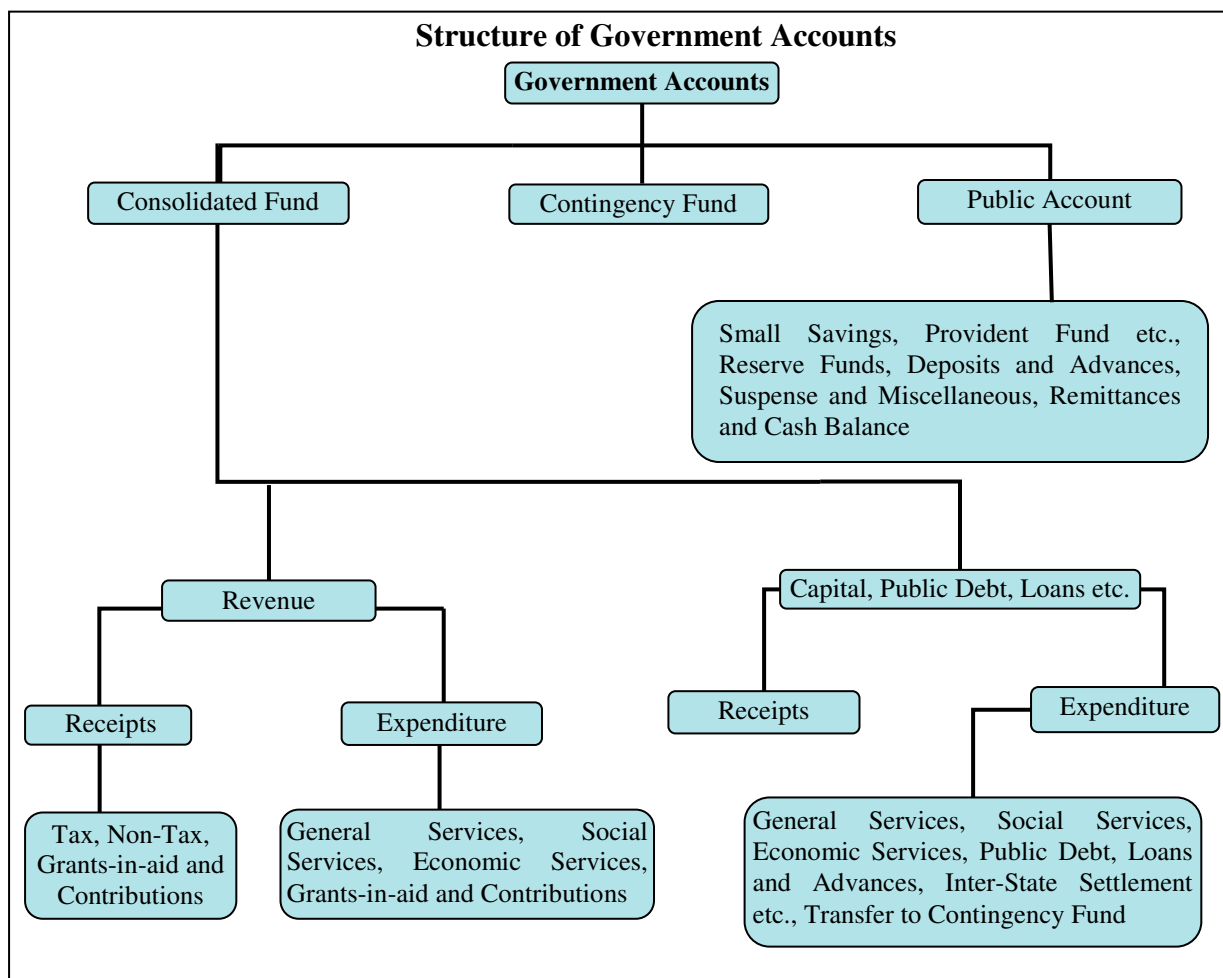 Structure of Government Accounts
Government Accounts
Consolidated Fund
Contingency Fund
Public Account
Small Savings, Provident Fund etc.,
Reserve Funds, Deposits and Advances,
Suspense and Miscellaneous, Remittances
and Cash Balance
Revenue
Capital, Public Debt, Loans etc.
Receipts
Expenditure
Receipts
Expenditure
Tax, Non-Tax,
Grants-in-aid and
Contributions
General Services, Social
Services, Economic Services,
Grants-in-aid and Contributions
General Services, Social Services,
Economic Services, Public Debt, Loans
and Advances, Inter-State Settlement
etc., Transfer to Contingency Fund